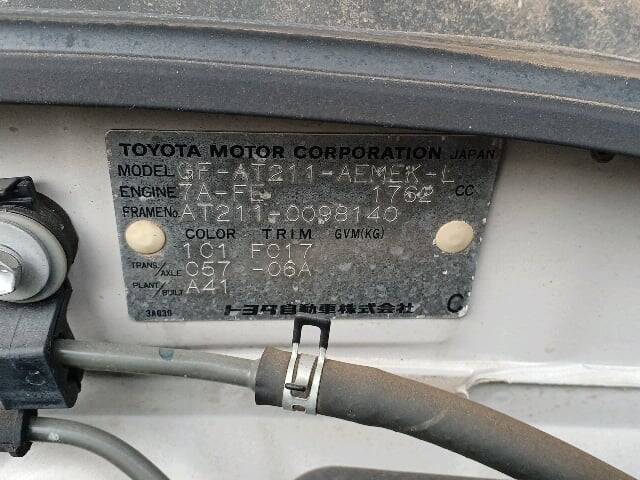 TOYOTA MOTOR CORPORATION JAPAN
MODEL GF-AT211-AEMEK-L
ENGINE 7A-FE 1762 CC
FRAME No. AT211-0098140
COLOR TRIM GVM(KG)
1C1 FC17
TRANS./AXLE C57 -06A
PLANT/BUILT A41
3A039 トヨタ自動車株式会社 C